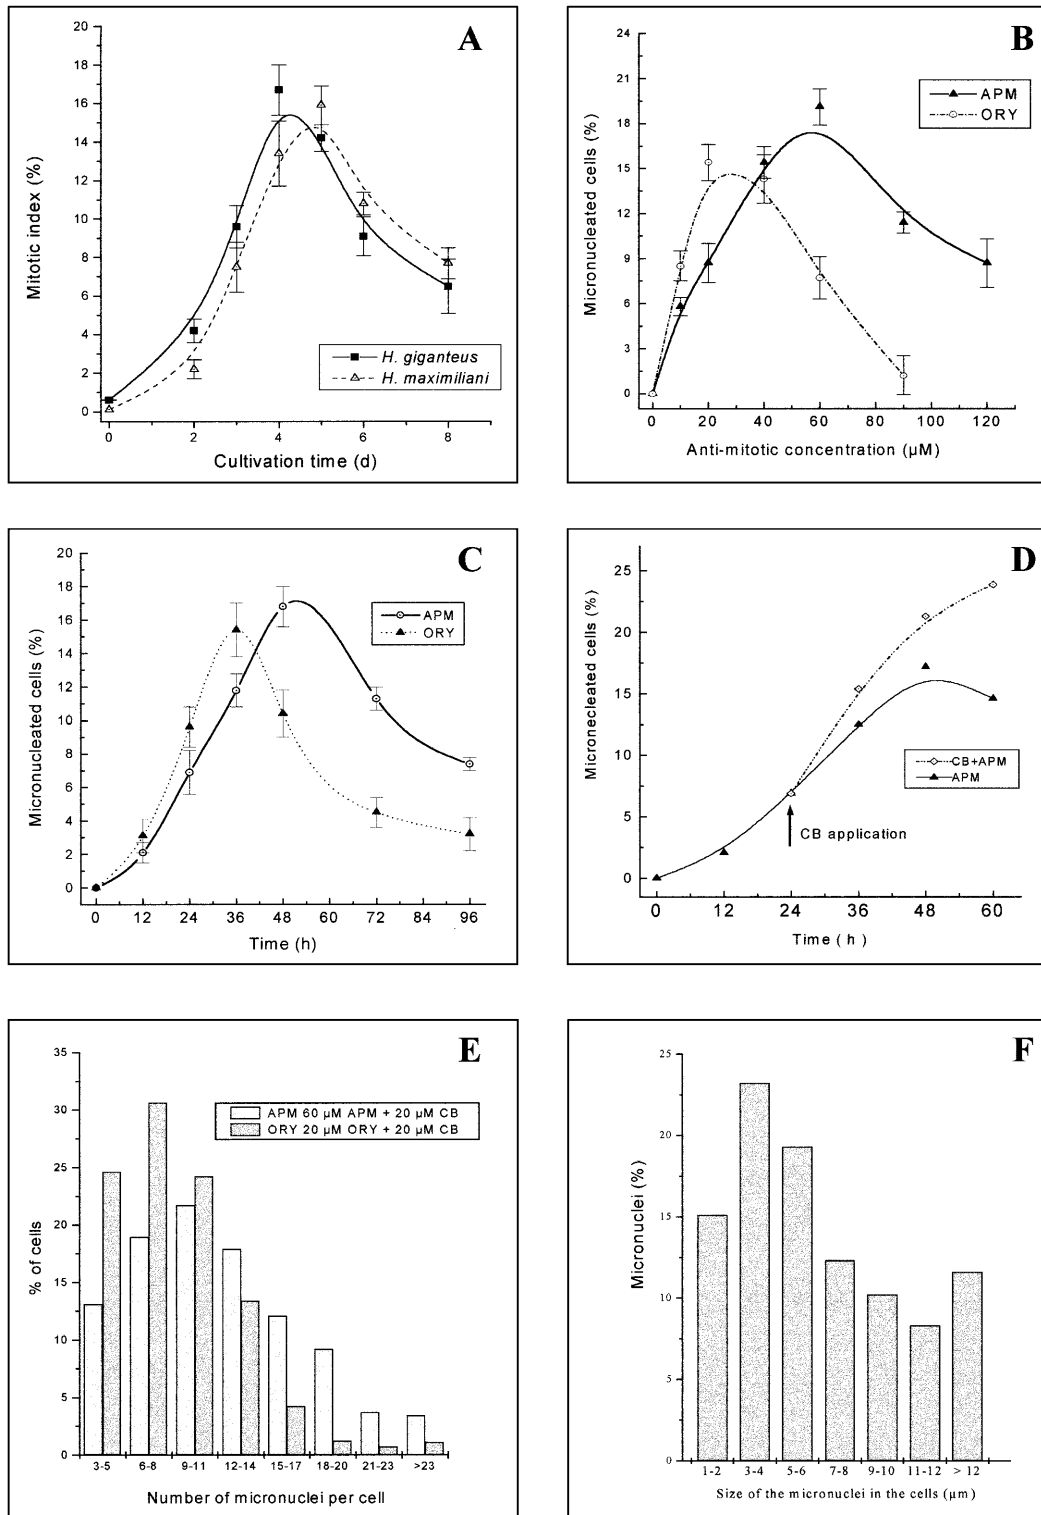 A
Mitotic index (%)
20
18
16
14
12
10
8
6
4
2
0
H. giganteus
H. maximiliani
0 2 3 4 5 6 8
Cultivation time (d)
B
Micronucleated cells (%)
24
21
18
15
12
9
6
3
0
APM
ORY
0 20 40 60 80 100 120
Anti-mitotic concentration (µM)
C
Micronucleated cells (%)
20
18
16
14
12
10
8
6
4
2
0
APM
ORY
0 12 24 36 48 60 72 84 96
Time (h)
D
Micronecleated cells (%)
25
20
15
10
5
0
CB+APM
APM
CB application
0 12 24 36 48 60
Time ( h )
E
% of cells
35
30
25
20
15
10
5
0
APM 60 µM APM + 20 µM CB
ORY 20 µM ORY + 20 µM CB
3-5 6-8 9-11 12-14 15-17 18-20 21-23 >23
Number of micronuclei per cell
F
Micronuclei (%)
25
20
15
10
5
0
1-2 3-4 5-6 7-8 9-10 11-12 > 12
Size of the micronuclei in the cells (µm)